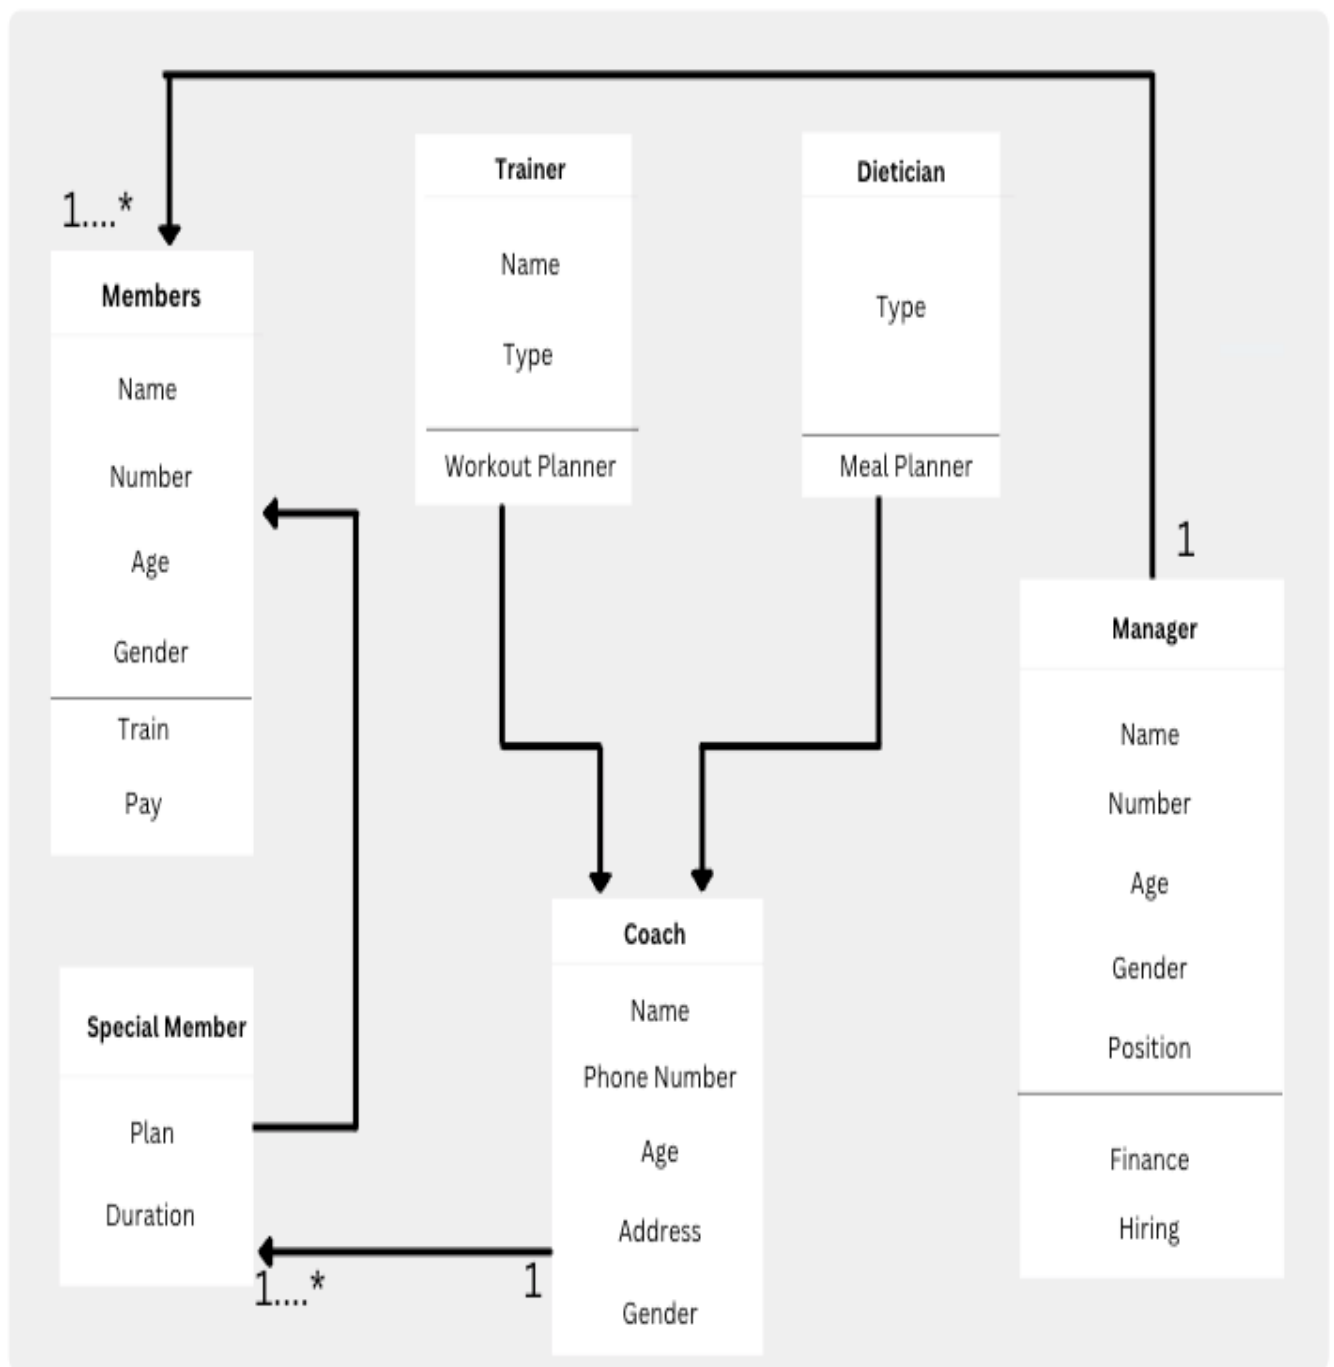 1....*
Members
Name
Number
Age
Gender
Train
Pay
Trainer
Name
Type
Workout Planner
Dietician
Type
Meal Planner
1
Manager
Name
Number
Age
Gender
Position
Finance
Hiring
Special Member
Plan
Duration
1....*
1
Coach
Name
Phone Number
Age
Address
Gender